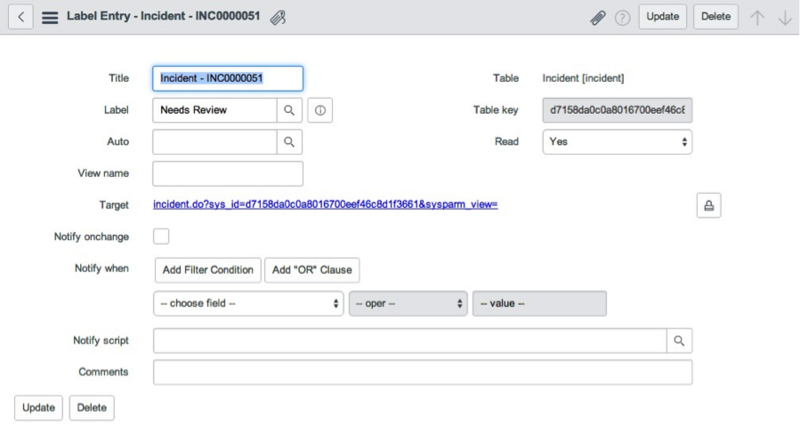 Label Entry - Incident - INC0000051
Update
Delete
Title
Incident - INC0000051
Table
Incident [incident]
Label
Needs Review
Table key
d7158da0c0a8016700eef46c8
Auto
Read
Yes
View name
Target
incident.do?sys_id=d7158da0c0a8016700eef46c8d1f3661&sysparm_view=
Notify onchange
Notify when
Add Filter Condition
Add "OR" Clause
-- choose field --
-- oper --
-- value --
Notify script
Comments
Update
Delete